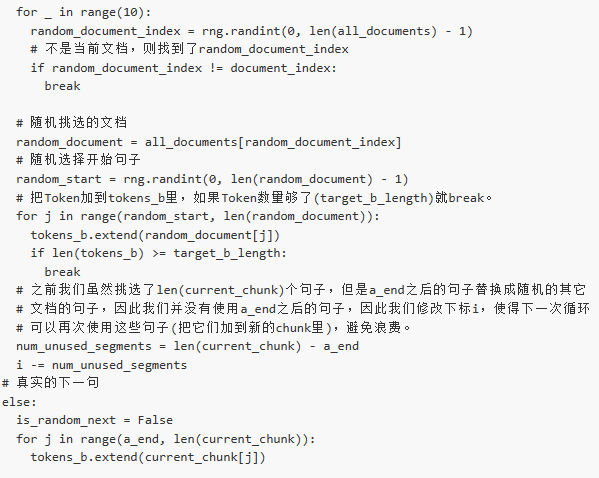 for _ in range(10):
random_document_index = rng.randint(0, len(all_documents) - 1)
# 不是当前文档，则找到了random_document_index
if random_document_index != document_index:
break
# 随机挑选的文档
random_document = all_documents[random_document_index]
# 随机选择开始句子
random_start = rng.randint(0, len(random_document) - 1)
# 把Token加到tokens_b里，如果Token数量够了(target_b_length)就break。
for j in range(random_start, len(random_document)):
tokens_b.extend(random_document[j])
if len(tokens_b) >= target_b_length:
break
# 之前我们虽然挑选了len(current_chunk)个句子，但是a_end之后的句子替换成随机的其它
# 文档的句子，因此我们并没有使用a_end之后的句子，因此我们修改下标i，使得下一次循环
# 可以再次使用这些句子(把它们加到新的chunk里)，避免浪费。
num_unused_segments = len(current_chunk) - a_end
i -= num_unused_segments
# 真实的下一句
else:
is_random_next = False
for j in range(a_end, len(current_chunk)):
tokens_b.extend(current_chunk[j])